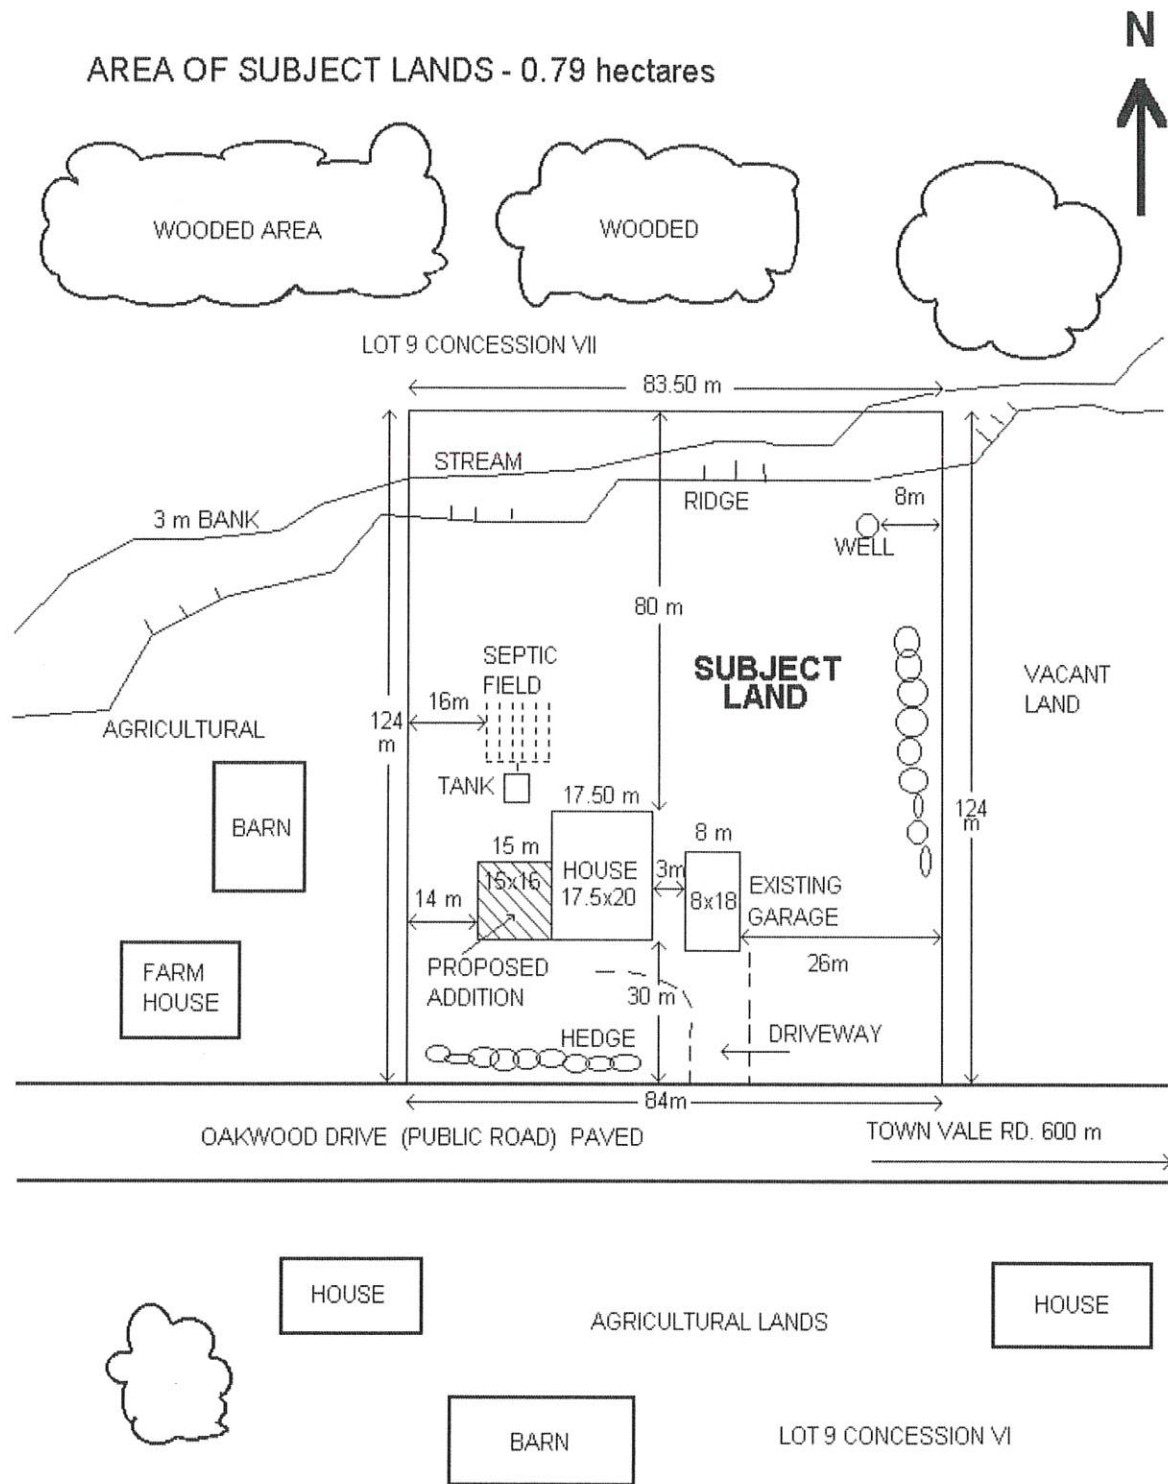 N
AREA OF SUBJECT LANDS - 0.79 hectares
WOODED AREA
WOODED
LOT 9 CONCESSION VII
83.50 m
STREAM
RIDGE
8m
3 m BANK
WELL
80 m
SEPTIC
FIELD
SUBJECT
LAND
VACANT
LAND
16m
124
m
AGRICULTURAL
TANK
17.50 m
124
m
BARN
15 m
8 m
HOUSE
17.5x20
15x16
3m
8x18
EXISTING
GARAGE
14 m
26m
FARM
HOUSE
PROPOSED
ADDITION
30 m
HEDGE
DRIVEWAY
84m
OAKWOOD DRIVE (PUBLIC ROAD) PAVED
TOWN VALE RD. 600 m
HOUSE
AGRICULTURAL LANDS
HOUSE
BARN
LOT 9 CONCESSION VI